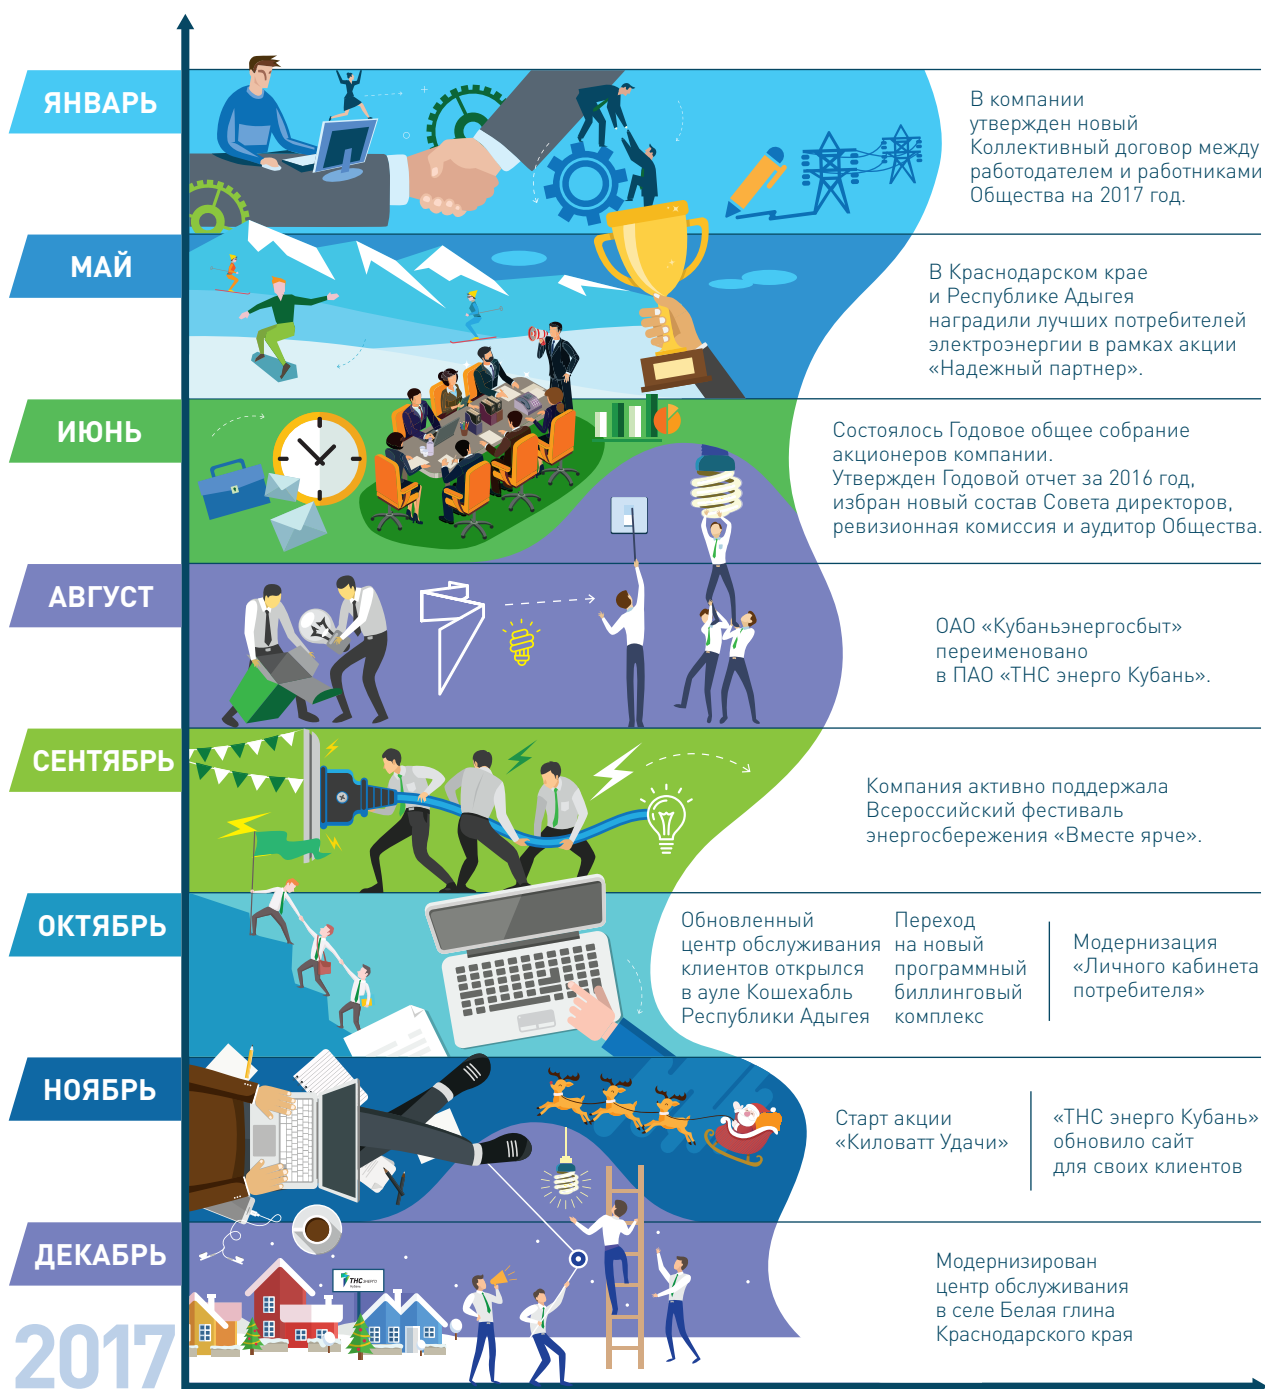 ЯНВАРЬ
В компании
утвержден новый
Коллективный договор между
работодателем и работниками
Общества на 2017 год.
МАЙ
В Краснодарском крае
и Республике Адыгея
наградили лучших потребителей
электроэнергии в рамках акции
«Надежный партнер».
ИЮНЬ
Состоялось Годовое общее собрание
акционеров компании.
Утвержден Годовой отчет за 2016 год,
избран новый состав Совета директоров,
ревизионная комиссия и аудитор Общества.
АВГУСТ
ОАО «Кубаньэнергосбыт»
переименовано
в ПАО «ТНС энерго Кубань».
СЕНТЯБРЬ
Компания активно поддержала
Всероссийский фестиваль
энергосбережения «Вместе ярче».
ОКТЯБРЬ
Обновленный
центр обслуживания
клиентов открылся
в ауле Кошехабль
Республики Адыгея
Переход
на новый
программный
биллинговый
комплекс
Модернизация
«Личного кабинета
потребителя»
НОЯБРЬ
Старт акции
«Киловатт Удачи»
«ТНС энерго Кубань»
обновило сайт
для своих клиентов
ДЕКАБРЬ
ТНС энерго
Кубань
Модернизирован
центр обслуживания
в селе Белая глина
Краснодарского края
2017